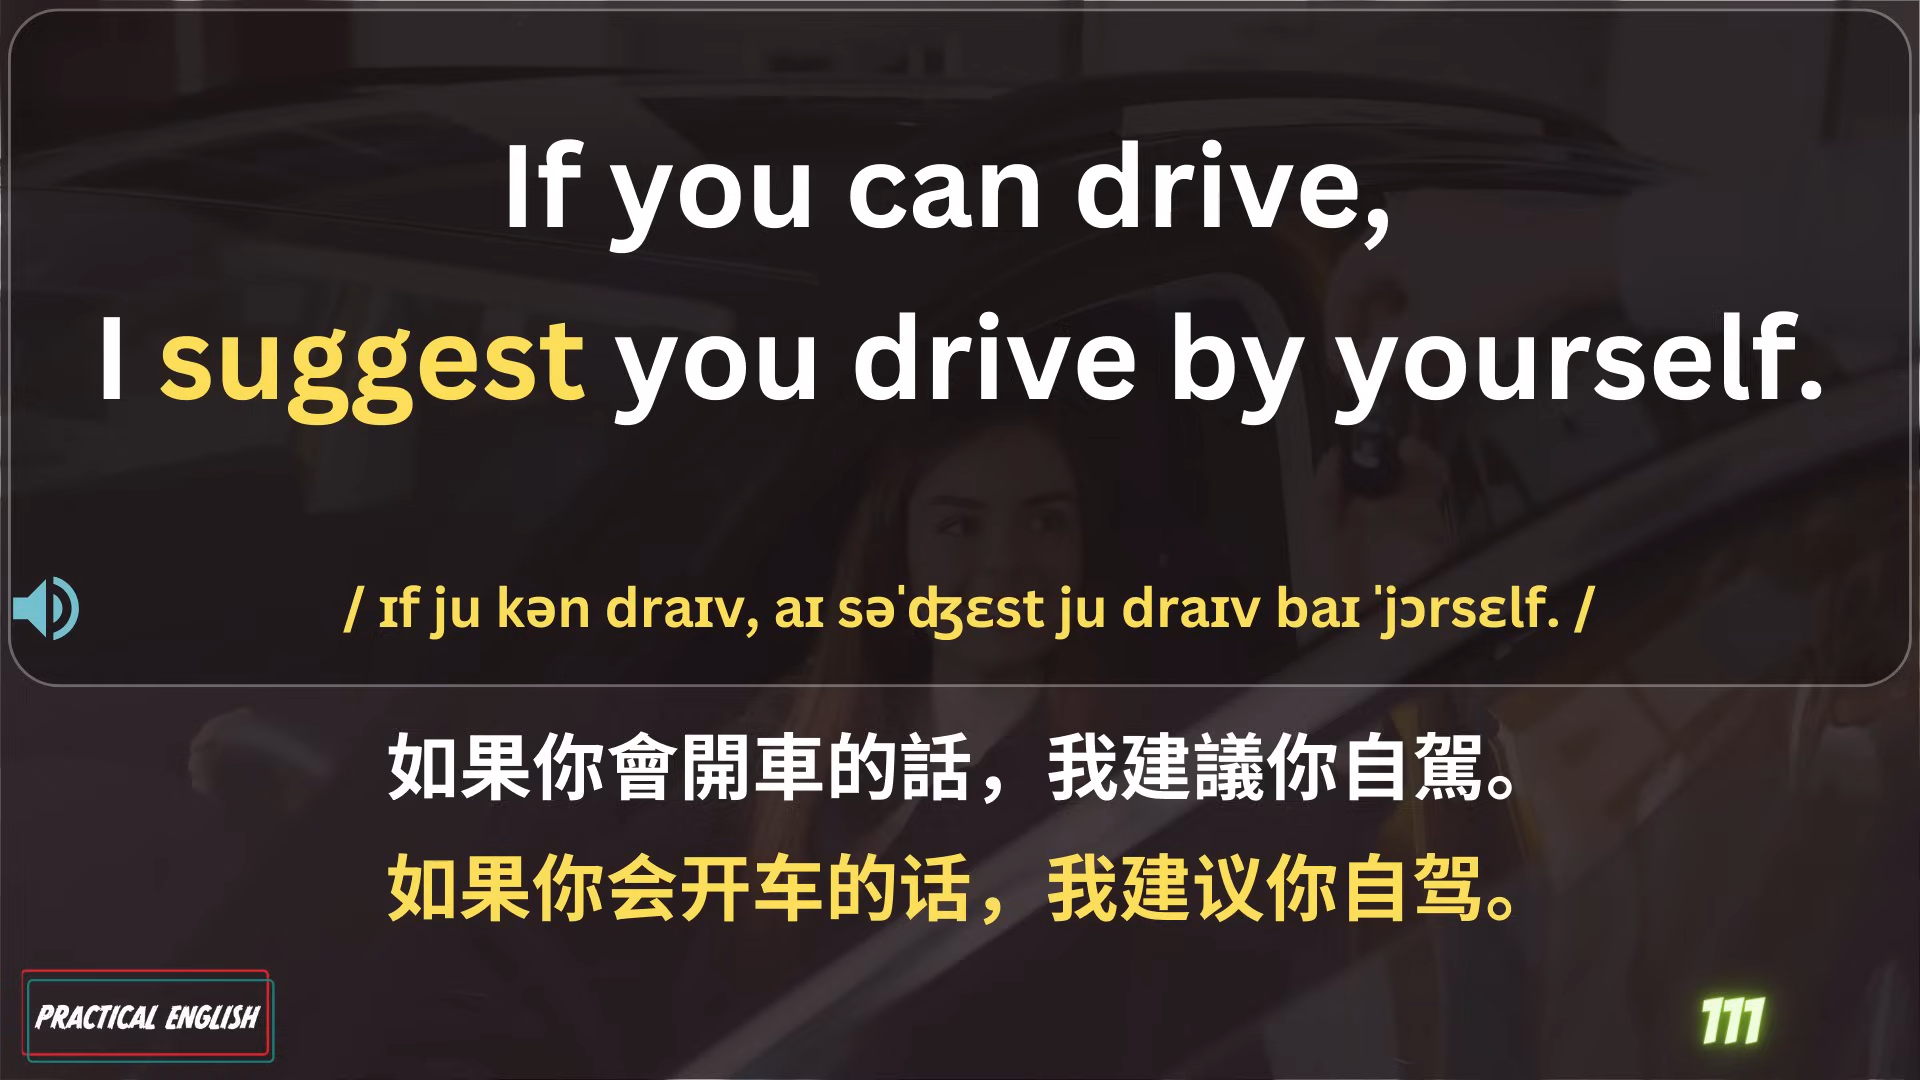 If you can drive,
I suggest you drive by yourself.
/ ɪf ju kən draɪv, aɪ səˈʤɛst ju draɪv baɪ ˈjɔrsɛlf. /
如果你會開車的話，我建議你自駕。
如果你会开车的话，我建议你自驾。
PRACTICAL ENGLISH
111